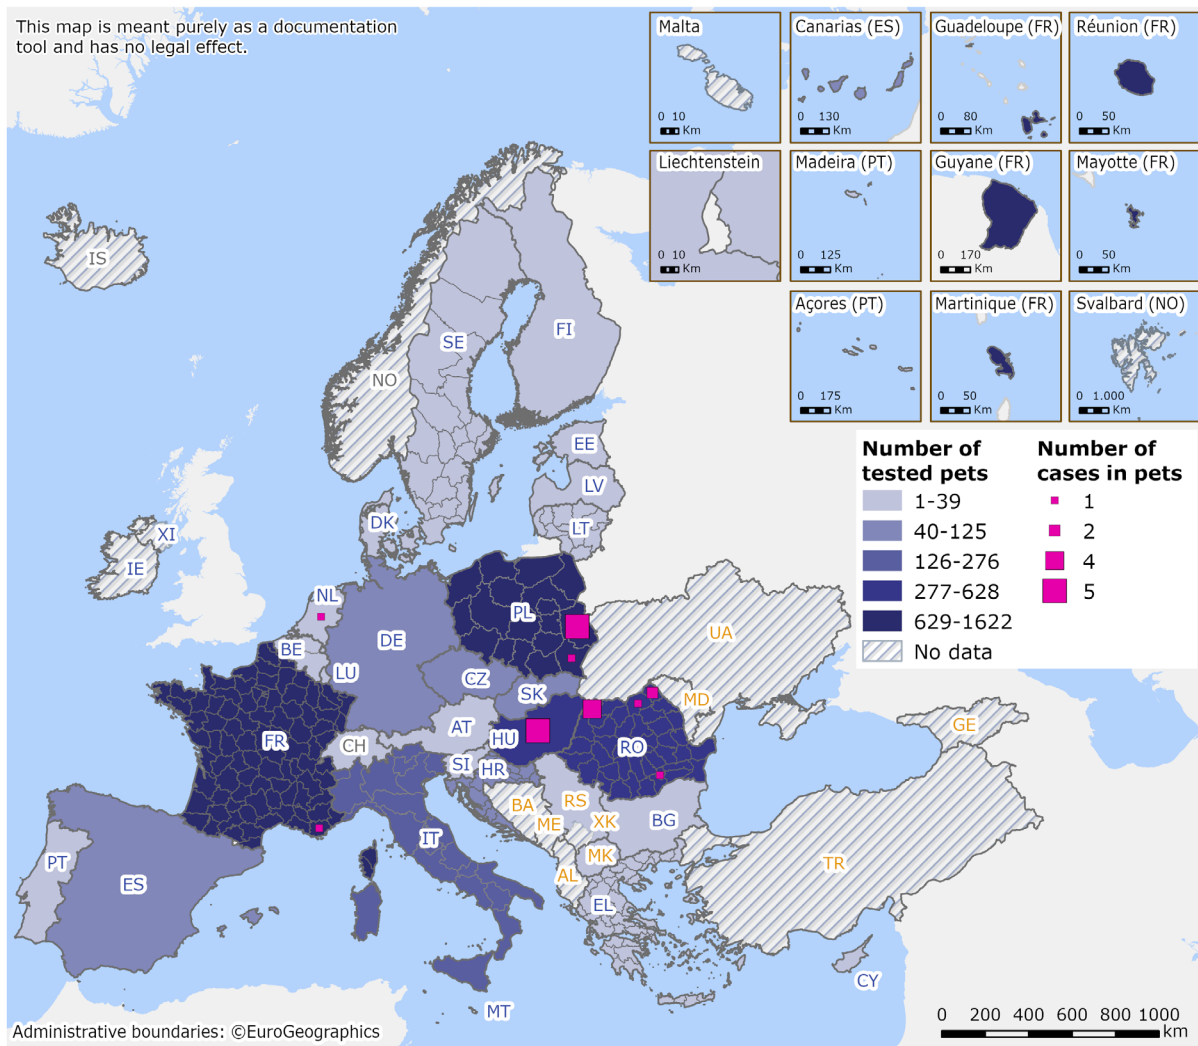 This map is meant purely as a documentation
tool and has no legal effect.
Malta
0 10
Km
Canarias (ES)
0 130
Km
Guadeloupe (FR)
0 80
Km
Réunion (FR)
0 50
Km
Liechtenstein
0 10
Km
Madeira (PT)
0 125
Km
Guyane (FR)
0 170
Km
Mayotte (FR)
0 50
Km
Açores (PT)
0 175
Km
Martinique (FR)
0 50
Km
Svalbard (NO)
0 1.000
Km
IS
SE
FI
NO
EE
LV
LT
DK
XI
IE
NL
BE
LU
DE
PL
CZ
SK
UA
MD
AT
HU
RO
FR
CH
SI
HR
BA
RS
ME
XK
BG
MK
AL
IT
PT
ES
EL
GE
TR
CY
MT
Number of
tested pets
1-39
40-125
126-276
277-628
629-1622
No data
Number of
cases in pets
1
2
4
5
Administrative boundaries: ©EuroGeographics
0 200 400 600 800 1000
km